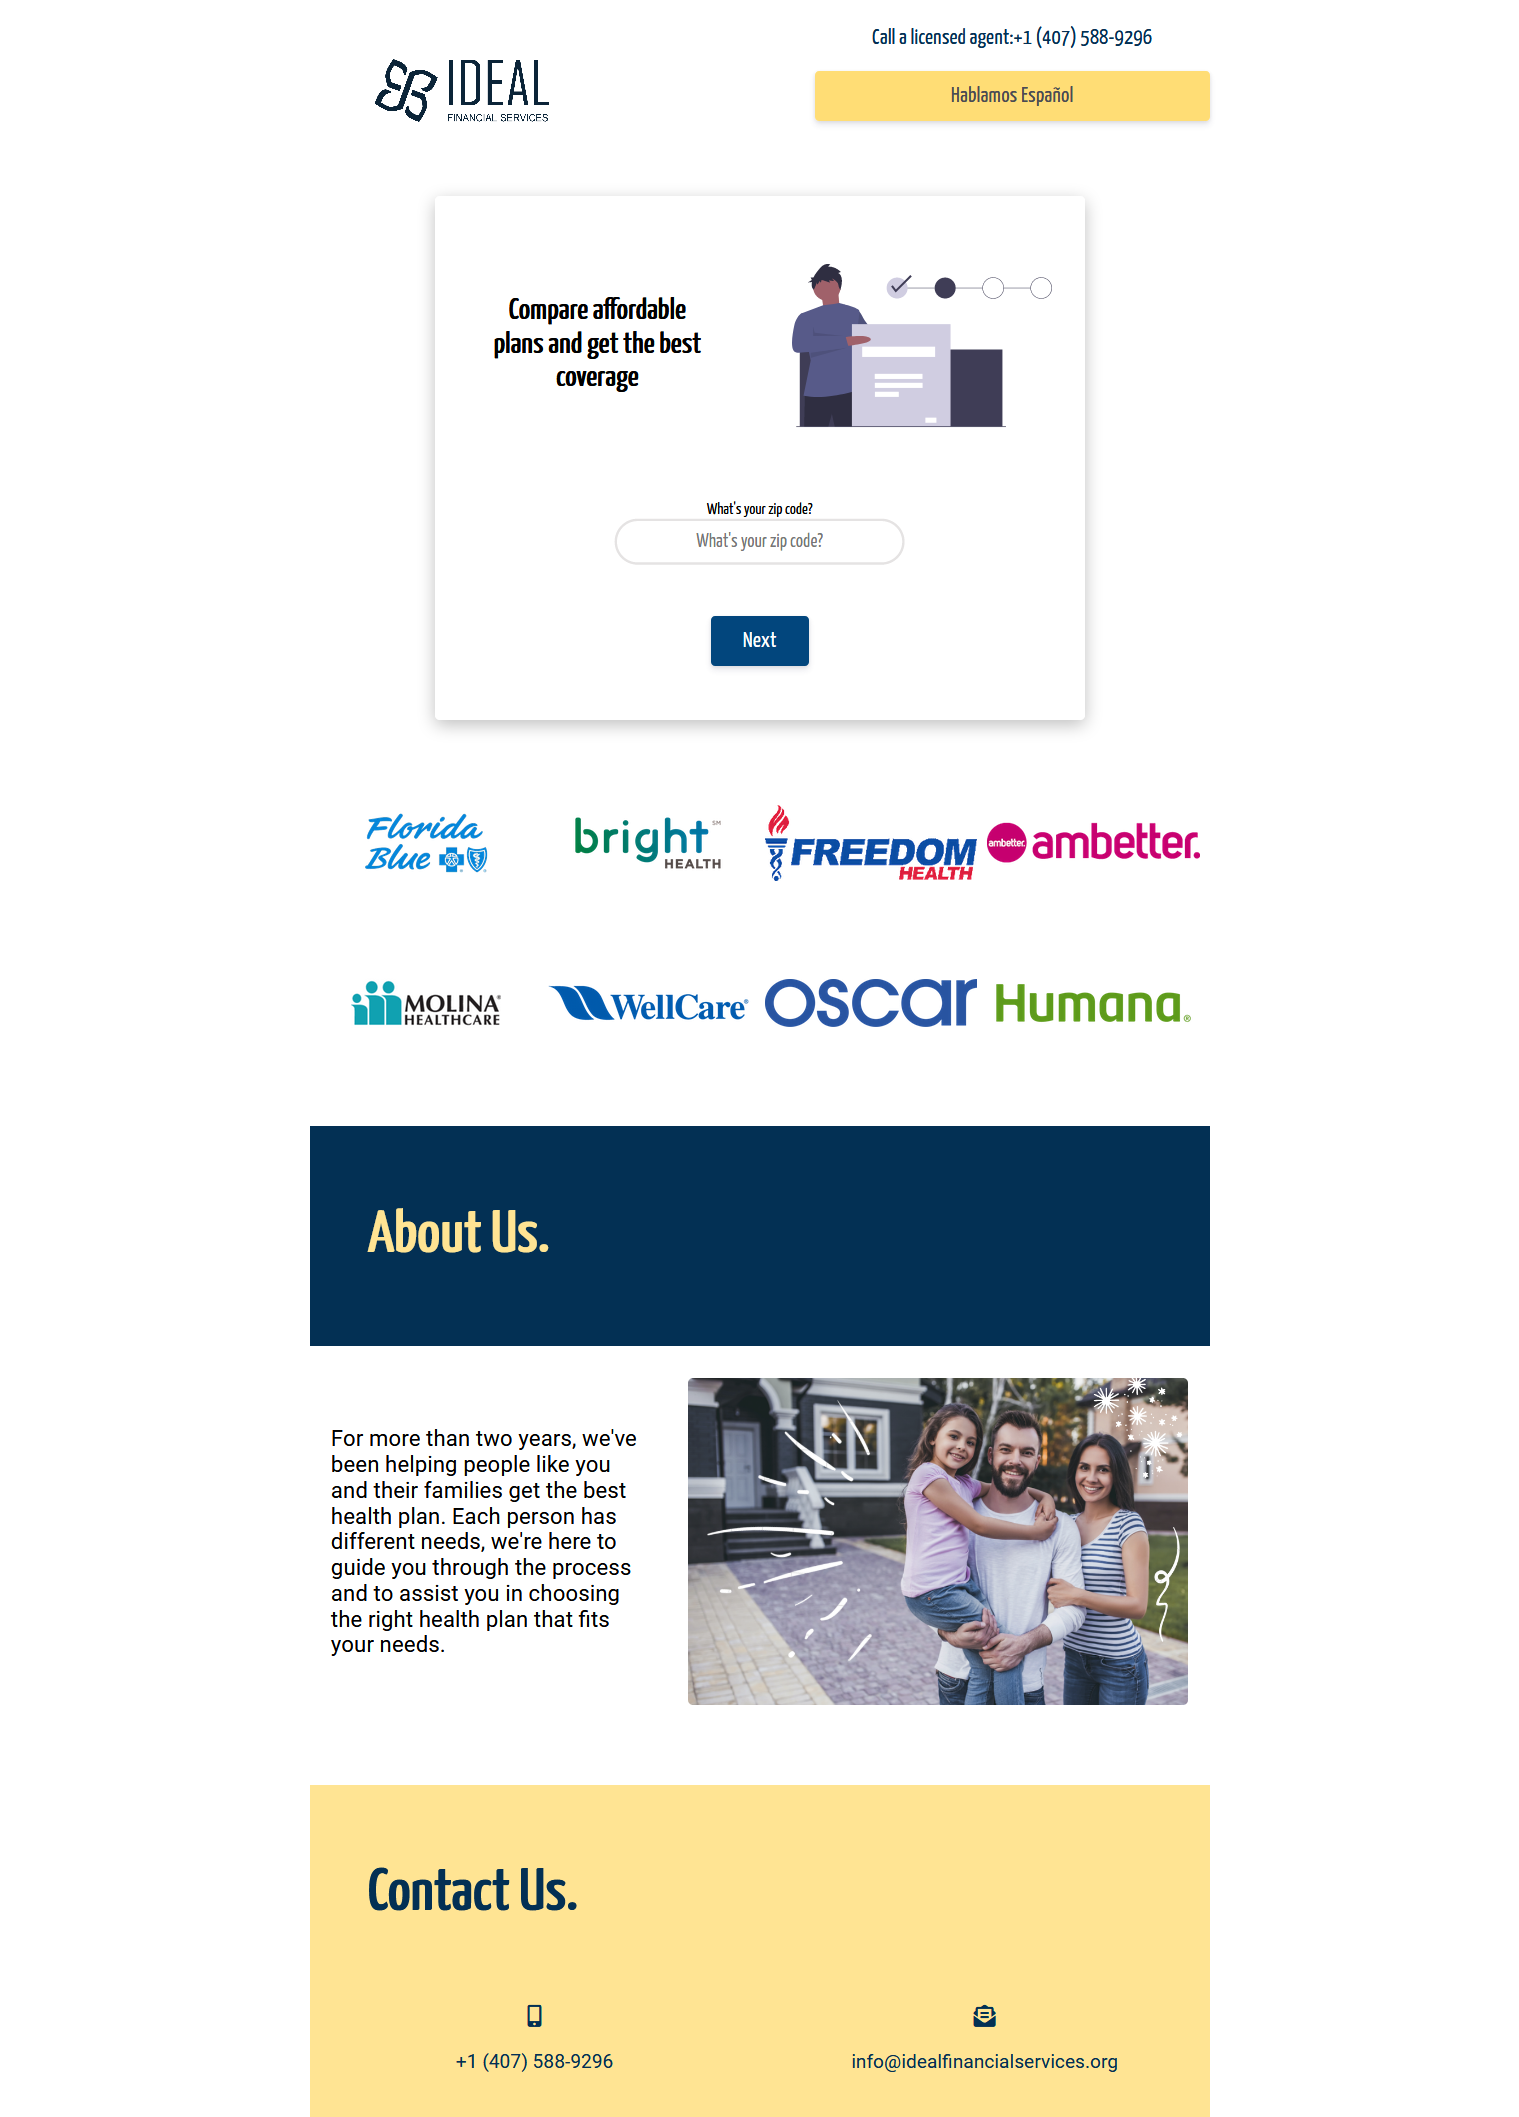 IDEAL
FINANCIAL SERVICES
Call a licensed agent:+1 (407) 588-9296
Hablamos Español
Compare affordable
plans and get the best
coverage
What's your zip code?
What's your zip code?
Next
Florida
Blue
bright SM
HEALTH
FREEDOM
HEALTH
ambetter.
ambetter.
MOLINA®
HEALTHCARE
WellCare®
oscar
Humana®
About Us.
For more than two years, we've
been helping people like you
and their families get the best
health plan. Each person has
different needs, we're here to
guide you through the process
and to assist you in choosing
the right health plan that fits
your needs.
Contact Us.
+1 (407) 588-9296
info@idealfinancialservices.org